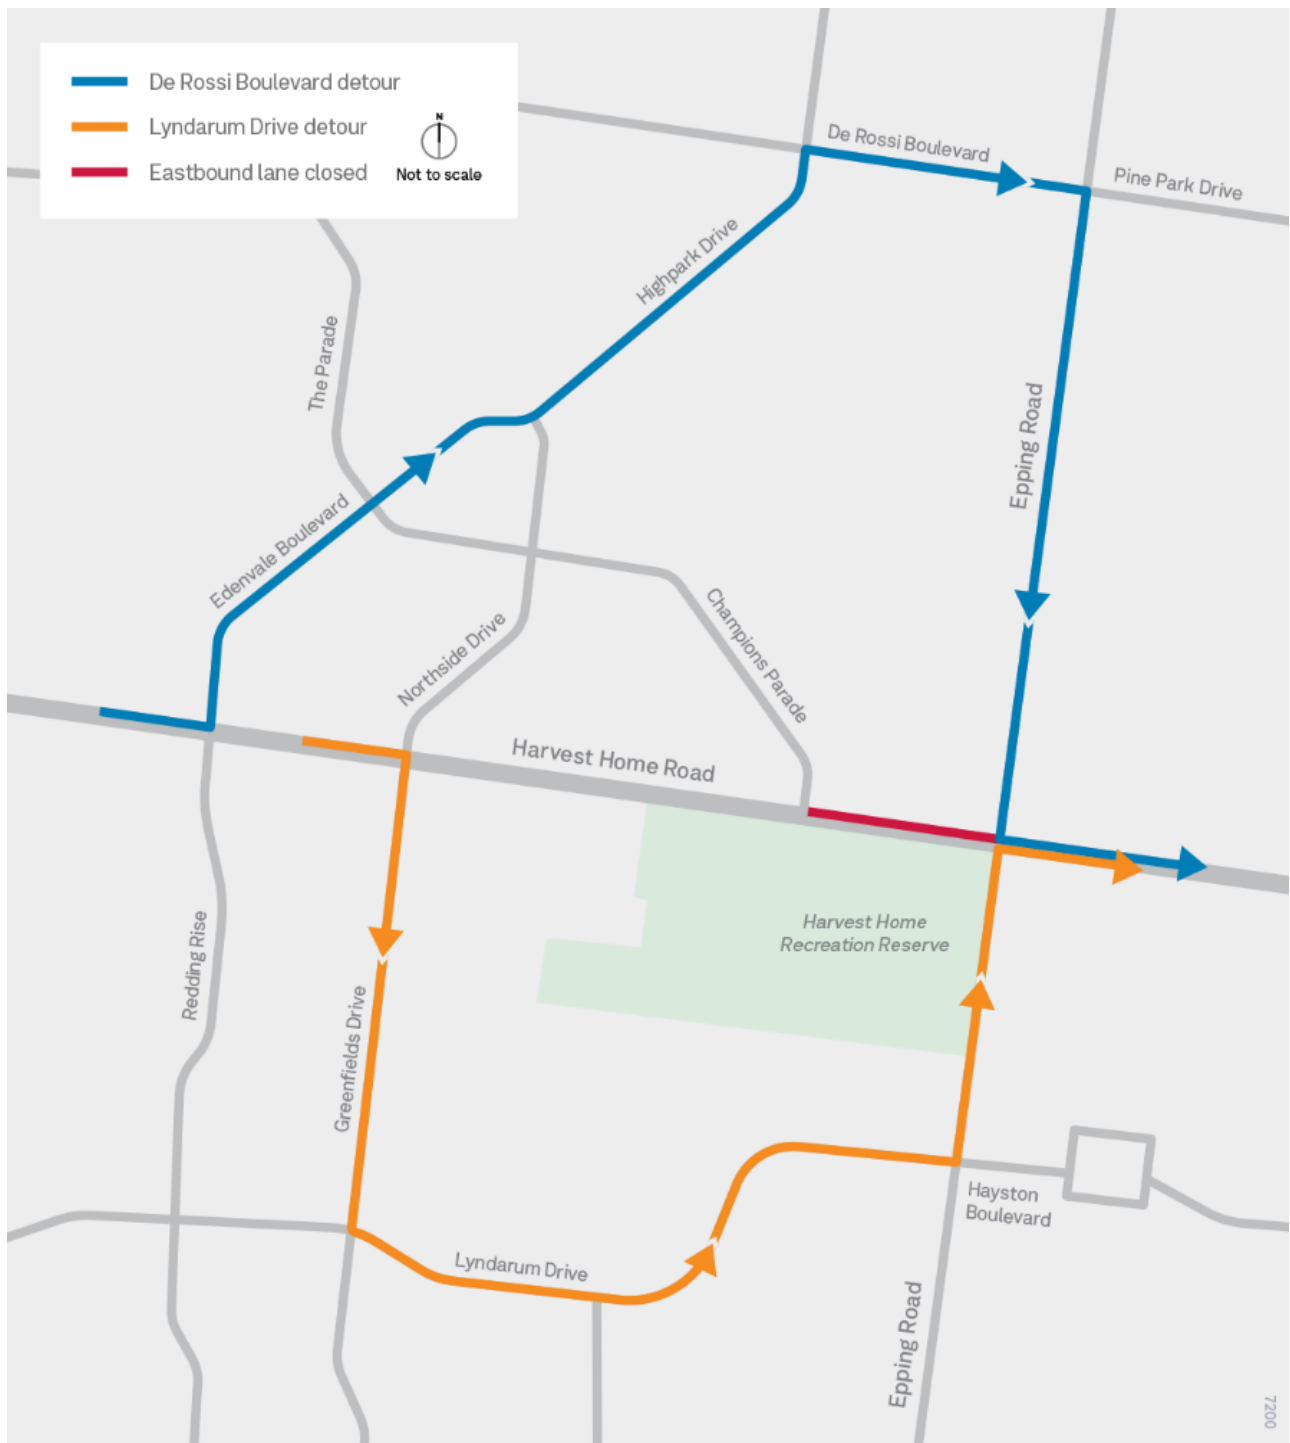 De Rossi Boulevard detour
Lyndarum Drive detour
Eastbound lane closed
N
Not to scale
De Rossi Boulevard
Pine Park Drive
Highpark Drive
The Parade
Epping Road
Edenvale Boulevard
Northside Drive
Champions Parade
Harvest Home Road
Harvest Home
Recreation Reserve
Redding Rise
Greenfields Drive
Hayston
Boulevard
Lyndarum Drive
Epping Road
7200